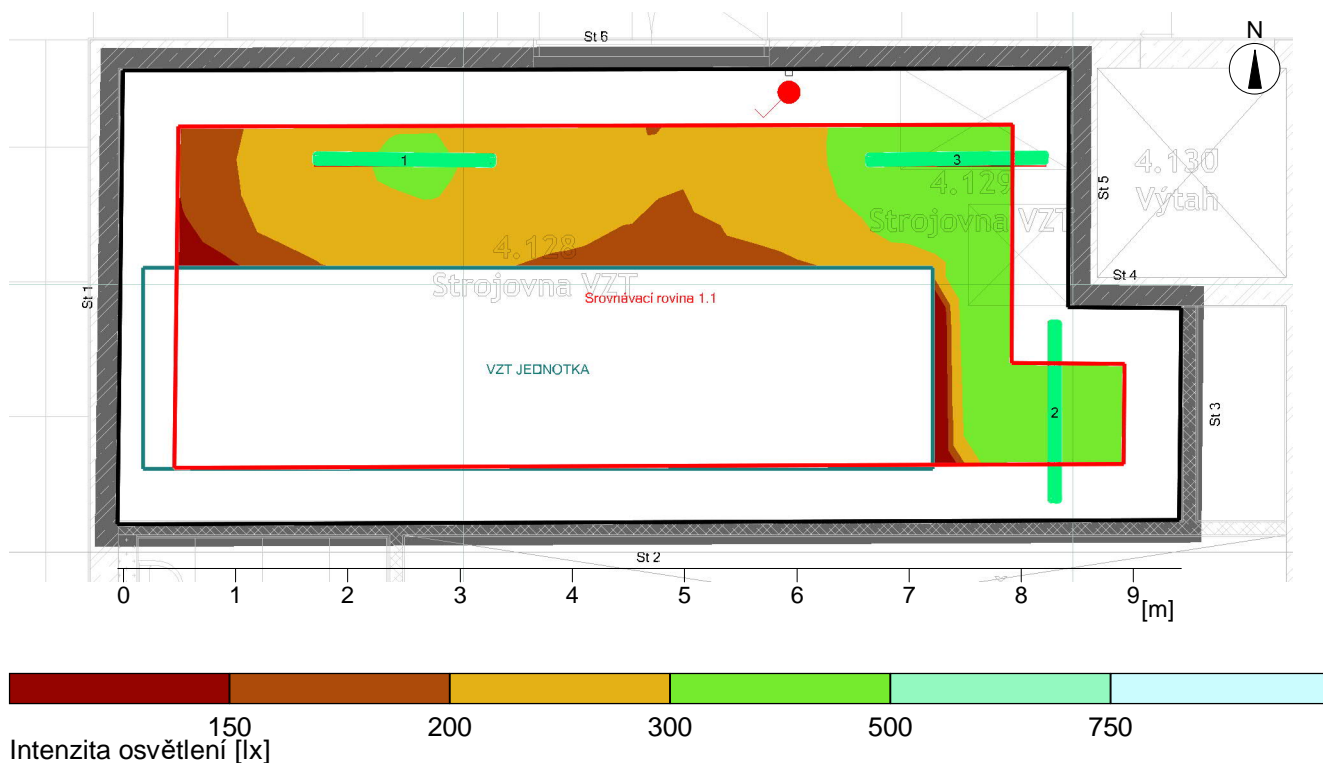 St 6
N
1
3
4.130
Výtah
4.129
Strojovna VZT
St 5
4.128
Strojovna VZT
St 4
St 1
Srovnávací rovina 1.1
VZT JEDNOTKA
2
St 3
St 2
0 1 2 3 4 5 6 7 8 9 [m]
150 200 300 500 750
Intenzita osvětlení [lx]